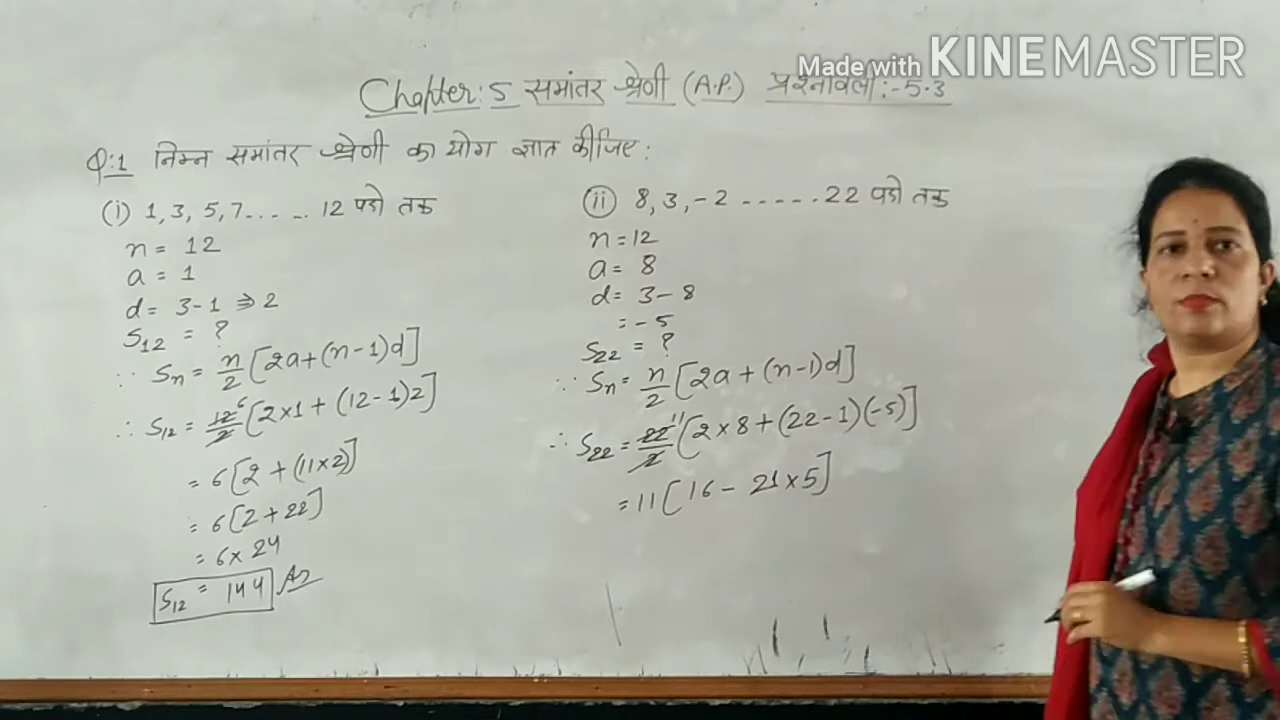 Made with KINEMASTER
Chapter:5 समांतर श्रेणी (A.P.) प्रश्नावली:-5.3
Q:1 निम्न समांतर श्रेणी का योग ज्ञात कीजिए:
(i) 1, 3, 5, 7. . . . . . 12 पदो तक
n = 12
a = 1
d = 3-1 ⇒ 2
S12 = ?
∵ Sn = n/2 [2a+(n-1)d]
∴ S12 = 12 6/2 [2×1 + (12-1)2]
= 6[2 + (11×2)]
= 6[2+22]
= 6×24
S12 = 144 Ans
(ii) 8, 3, -2 - - - - - . 22 पदो तक
n=12
a= 8
d= 3-8
= -5
S22 = ?
∵ Sn = n/2 [2a + (n-1)d]
∴ S22 = 22 11/2 [2×8+(22-1)(-5)]
= 11[16 - 21×5]